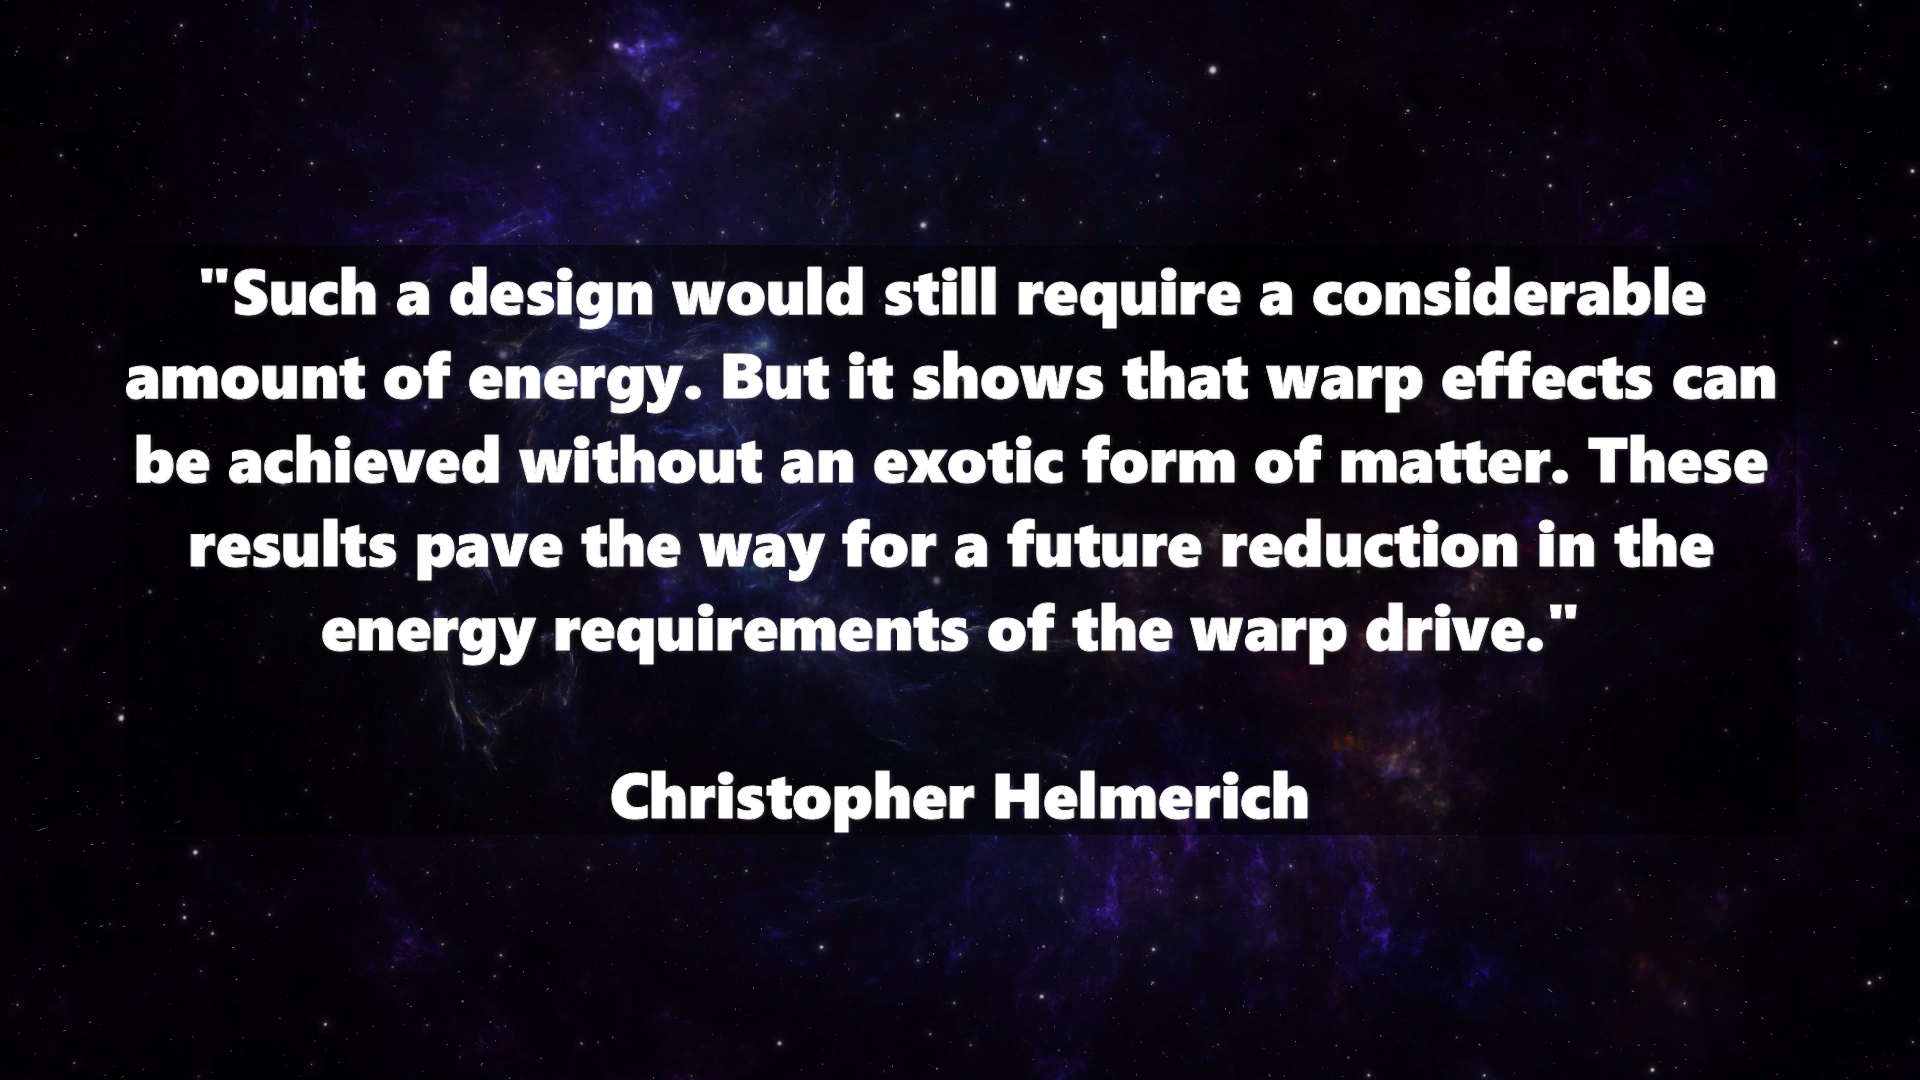 "Such a design would still require a considerable
amount of energy. But it shows that warp effects can
be achieved without an exotic form of matter. These
results pave the way for a future reduction in the
energy requirements of the warp drive."
Christopher Helmerich